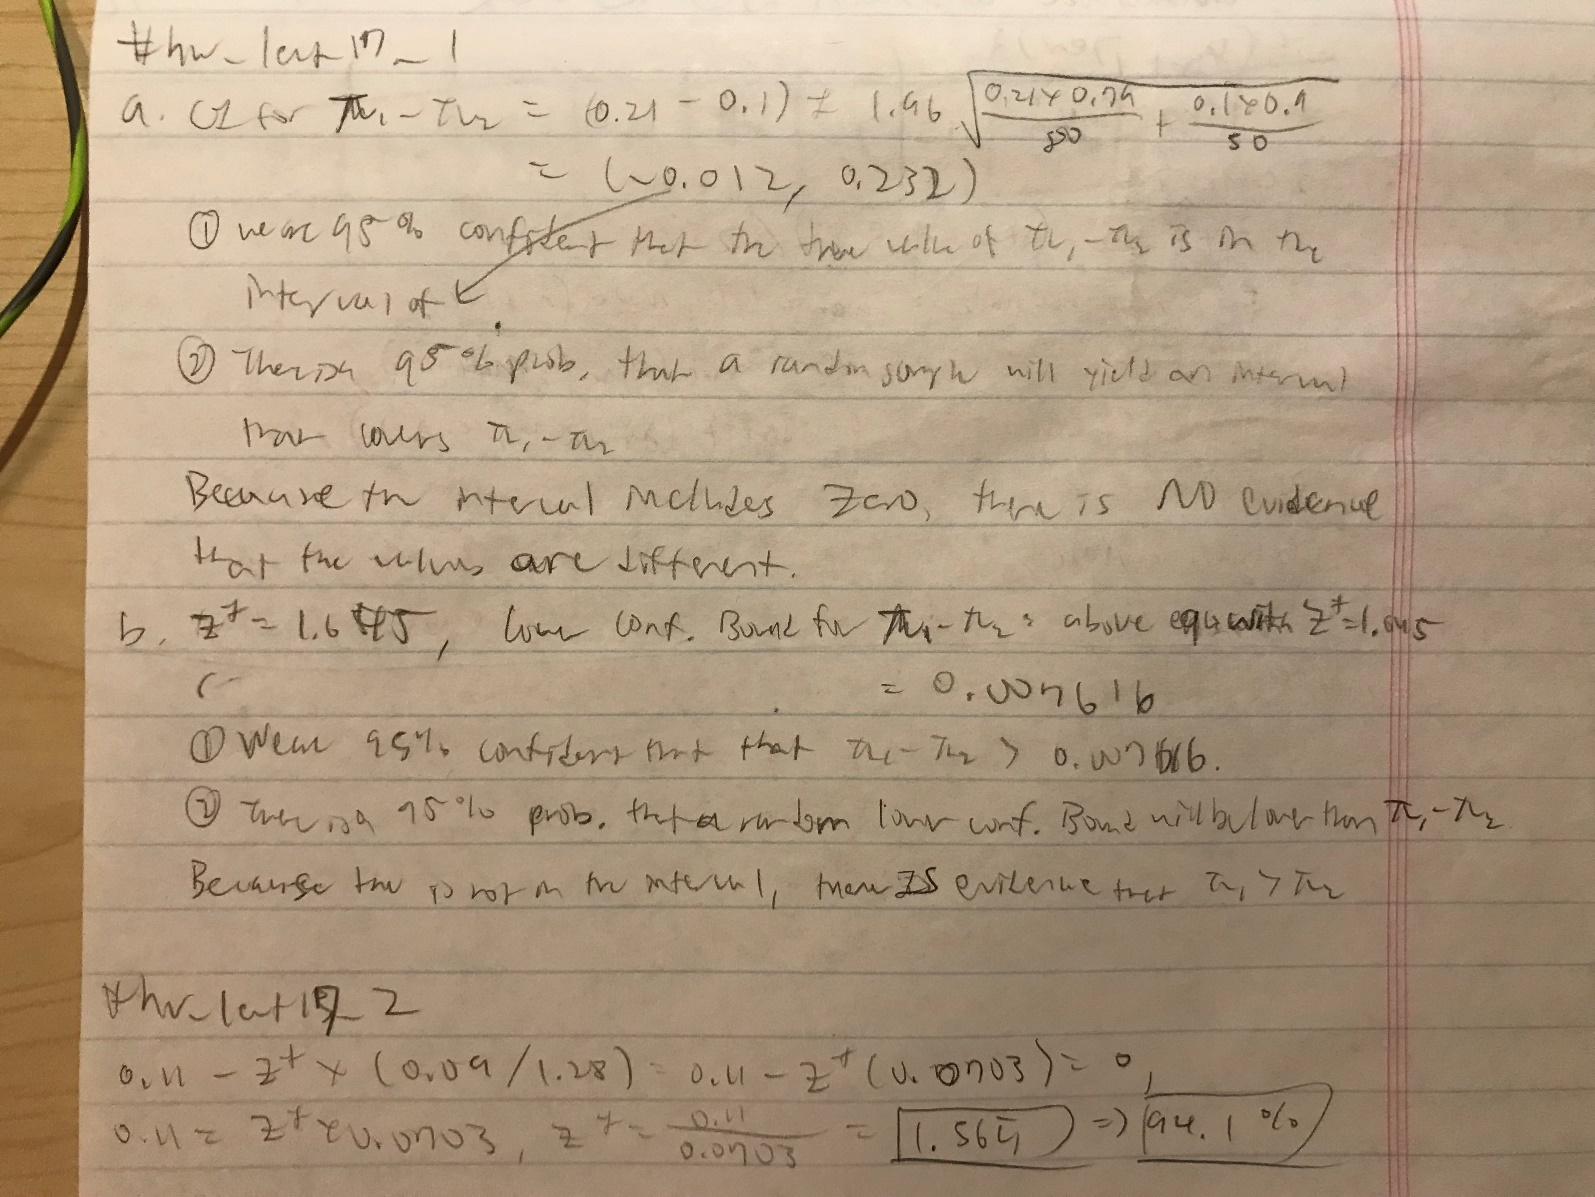 #hw_lect17_1
a. CI for π₁-π₂ = (0.21 - 0.1) ± 1.96 √(0.21×0.79/ + 0.1×0.9/50)
= (-0.012, 0.232)
① we are 95% confident that the true value of π₁-π₂ is in the
interval of
② There is a 95% prob. that a random sample will yield an interval
that covers π₁-π₂
Because the interval includes zero, there is NO evidence
that the values are different.
b. z* = 1.645, lower conf. Bound for π₁-π₂ = above eqn with z*=1.645
= 0.007616
① We are 95% confident that that π₁-π₂ > 0.007616.
② There is a 95% prob. that a random lower conf. Bound will be lower than π₁-π₂
Because is not in the interval, there IS evidence that π₁ > π₂
#hw_lect17_2
0.11 - z* × (0.09/1.28) = 0.11 - z*(0.0703) = 0,
0.11 = z* × 0.0703, z* = 0.11/0.0703 = 1.564 => 94.1%